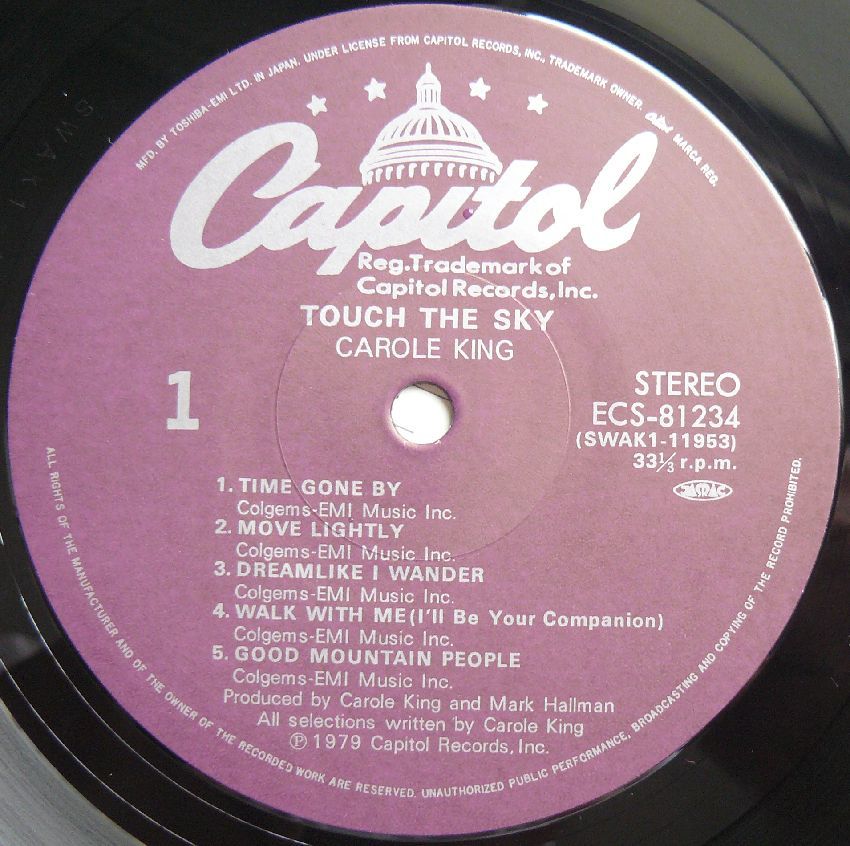 MFD. BY TOSHIBA-EMI LTD. IN JAPAN. UNDER LICENSE FROM CAPITOL RECORDS, INC., TRADEMARK OWNER. Capitol MARCA REG.
Capitol
Reg.Trademark of
Capitol Records, Inc.
TOUCH THE SKY
CAROLE KING
1
STEREO
ECS-81234
(SWAK1-11953)
33⅓ r.p.m.
JASRAC
1. TIME GONE BY
Colgems-EMI Music Inc.
2. MOVE LiGHTLY
Colgems-EMI Music Inc.
3. DREAMLIKE I WANDER
Colgems-EMI Music Inc.
4. WALK WITH ME(I'll Be Your Companion)
Colgems-EMI Music Inc.
5. GOOD MOUNTAIN PEOPLE
Colgems-EMI Music Inc.
Produced by Carole King and Mark Hallman
All selections written by Carole King
℗ 1979 Capitol Records, Inc.
ALL RIGHTS OF THE MANUFACTURER AND OF THE OWNER OF THE RECORDED WORK ARE RESERVED. UNAUTHORIZED PUBLIC PERFORMANCE, BROADCASTING AND COPYING OF THE RECORD PROHIBITED.
SWAK1